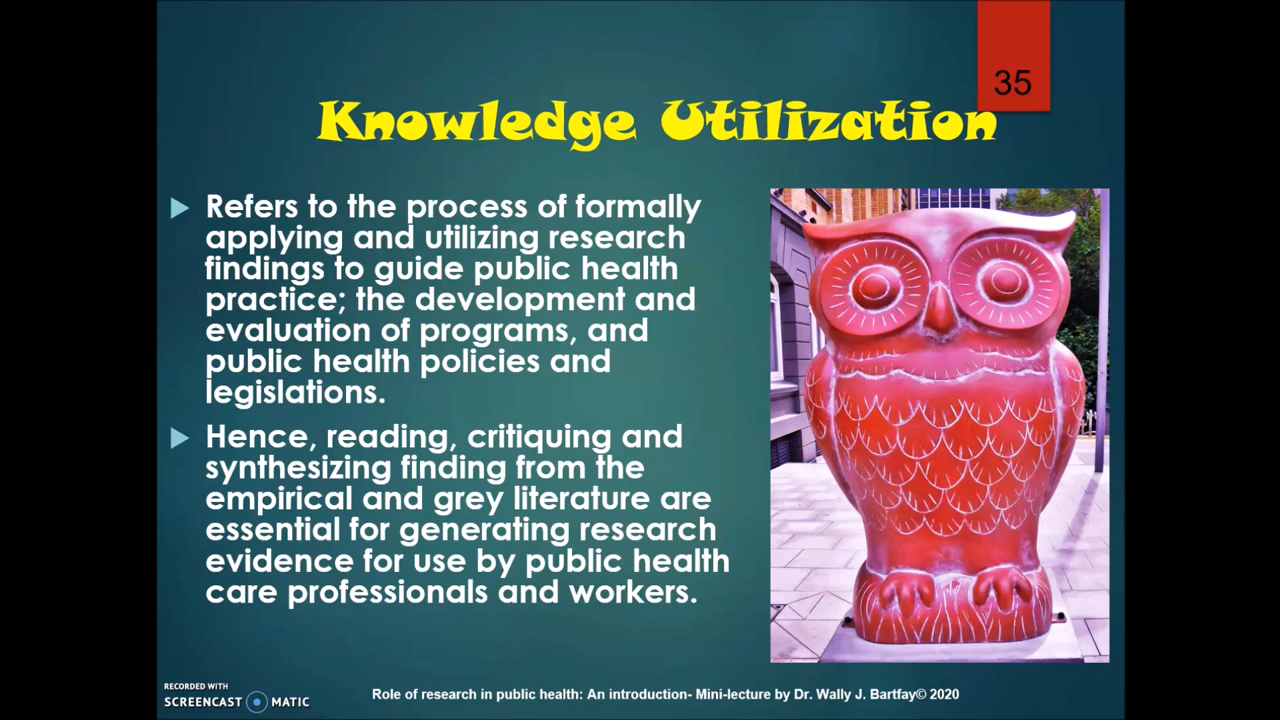 35
Knowledge Utilization
Refers to the process of formally
applying and utilizing research
findings to guide public health
practice; the development and
evaluation of programs, and
public health policies and
legislations.
Hence, reading, critiquing and
synthesizing finding from the
empirical and grey literature are
essential for generating research
evidence for use by public health
care professionals and workers.
RECORDED WITH
SCREENCAST MATIC
Role of research in public health: An introduction- Mini-lecture by Dr. Wally J. Bartfay© 2020